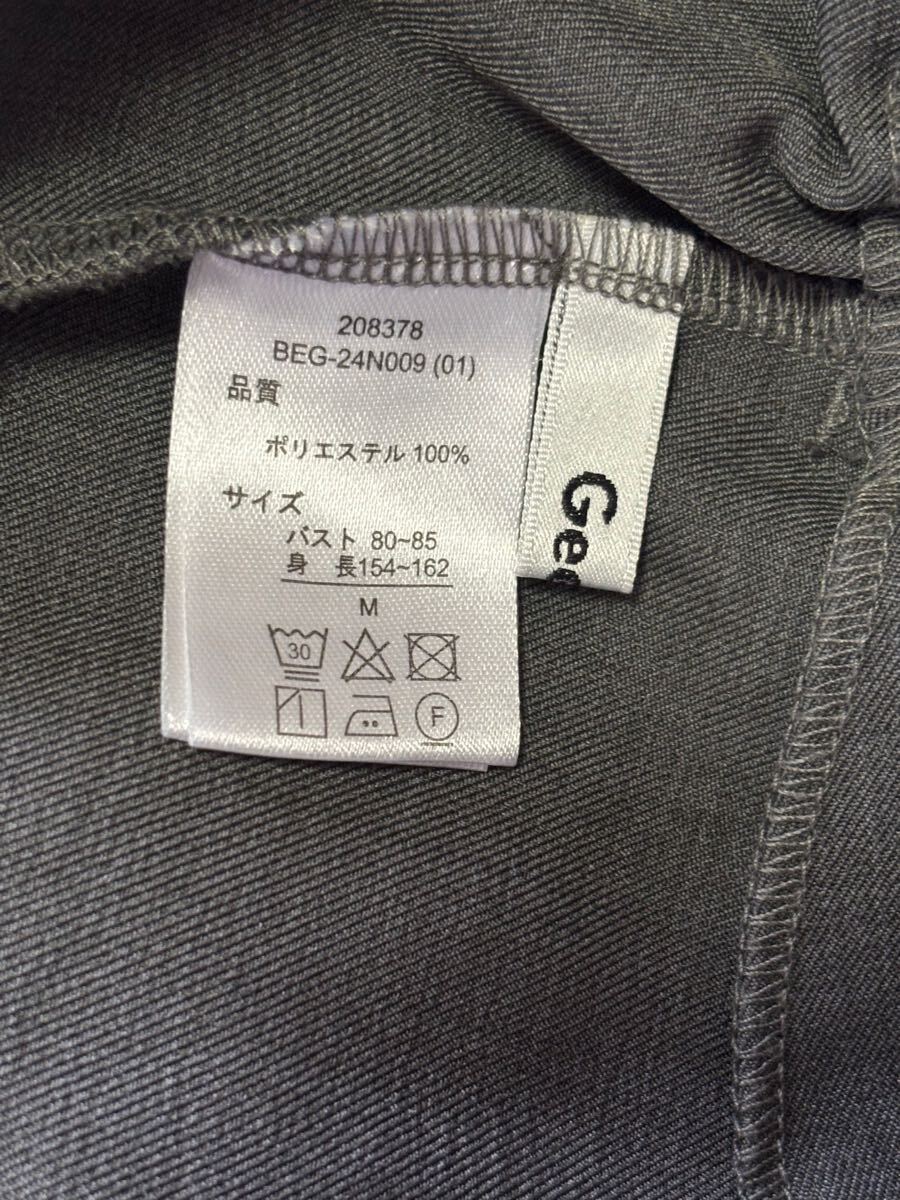 208378
BEG-24N009 (01)
品質
ポリエステル 100%
サイズ
バスト 80~85
身 長154~162
M
30
F